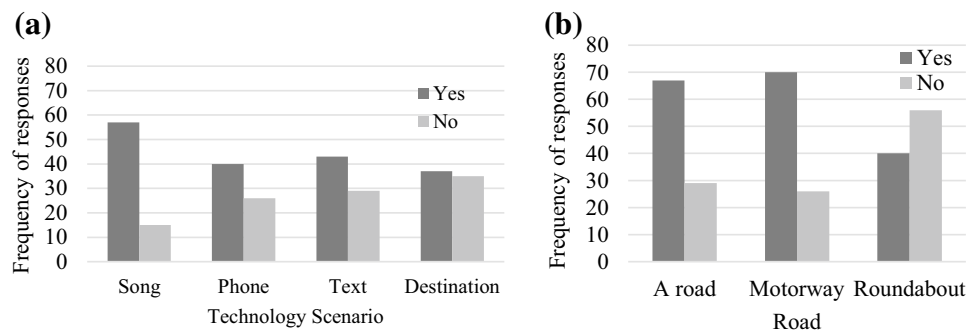 (a)
Frequency of responses
80
70
60
50
40
30
20
10
0
Yes
No
Song Phone Text Destination
Technology Scenario
(b)
Frequency of responses
80
70
60
50
40
30
20
10
0
Yes
No
A road Motorway Roundabout
Road